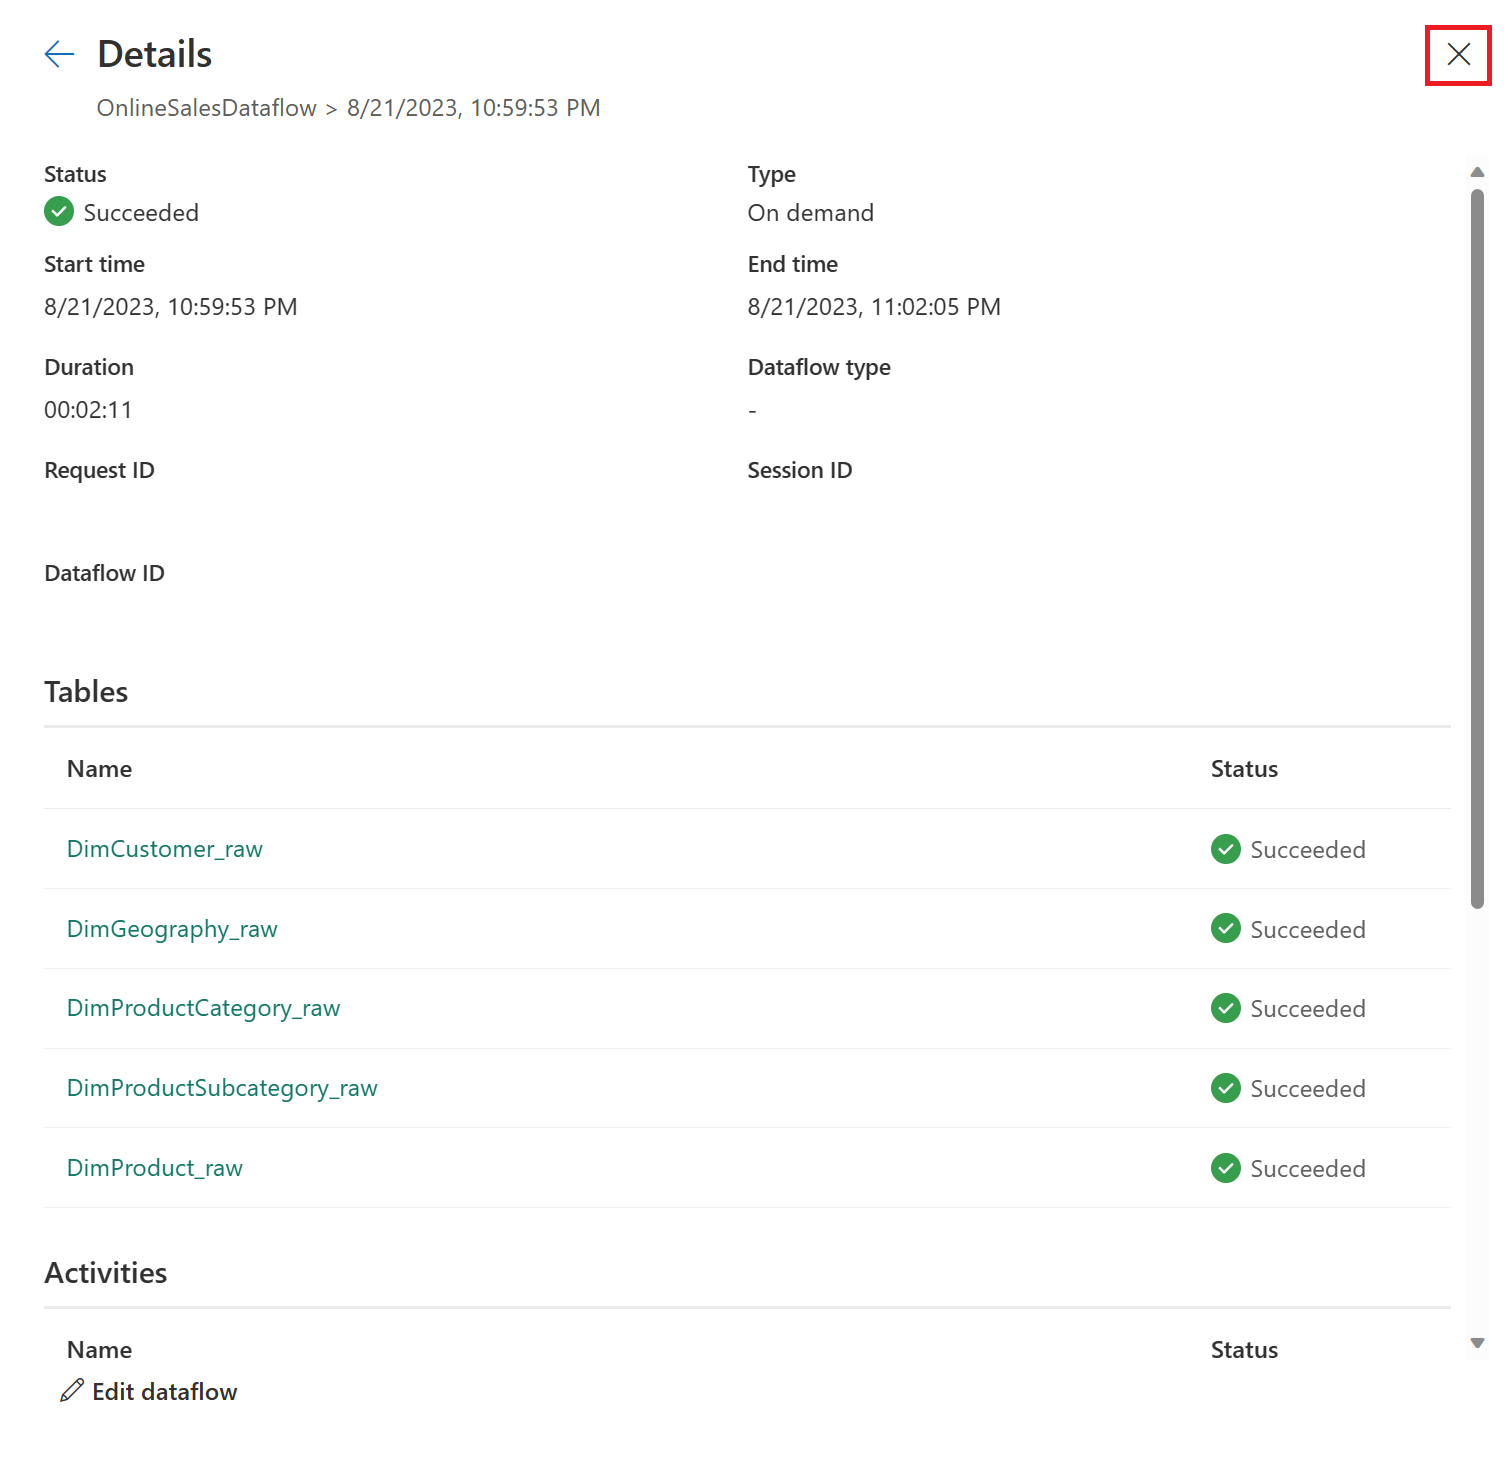 Details
OnlineSalesDataflow > 8/21/2023, 10:59:53 PM
Status
Succeeded
Type
On demand
Start time
8/21/2023, 10:59:53 PM
End time
8/21/2023, 11:02:05 PM
Duration
00:02:11
Dataflow type
-
Request ID
Session ID
Dataflow ID
Tables
Name Status
DimCustomer_raw Succeeded
DimGeography_raw Succeeded
DimProductCategory_raw Succeeded
DimProductSubcategory_raw Succeeded
DimProduct_raw Succeeded
Activities
Name Status
Edit dataflow